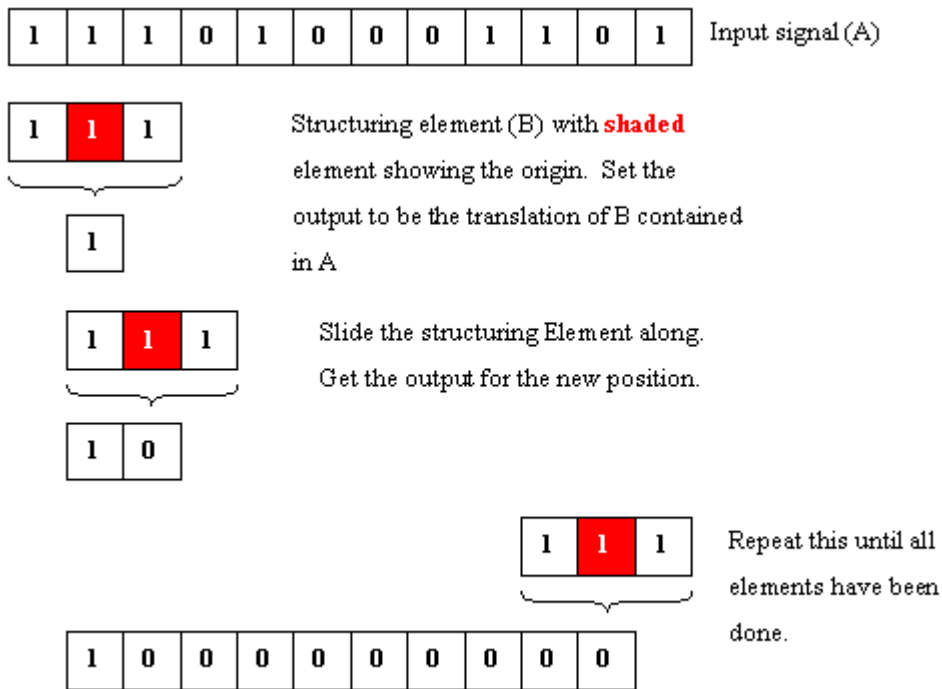 1 1 1 0 1 0 0 0 1 1 0 1 Input signal (A)
1 1 1
Structuring element (B) with shaded
element showing the origin. Set the
output to be the translation of B contained
in A
1
1 1 1
Slide the structuring Element along.
Get the output for the new position.
1 0
1 1 1
Repeat this until all
elements have been
done.
1 0 0 0 0 0 0 0 0 0